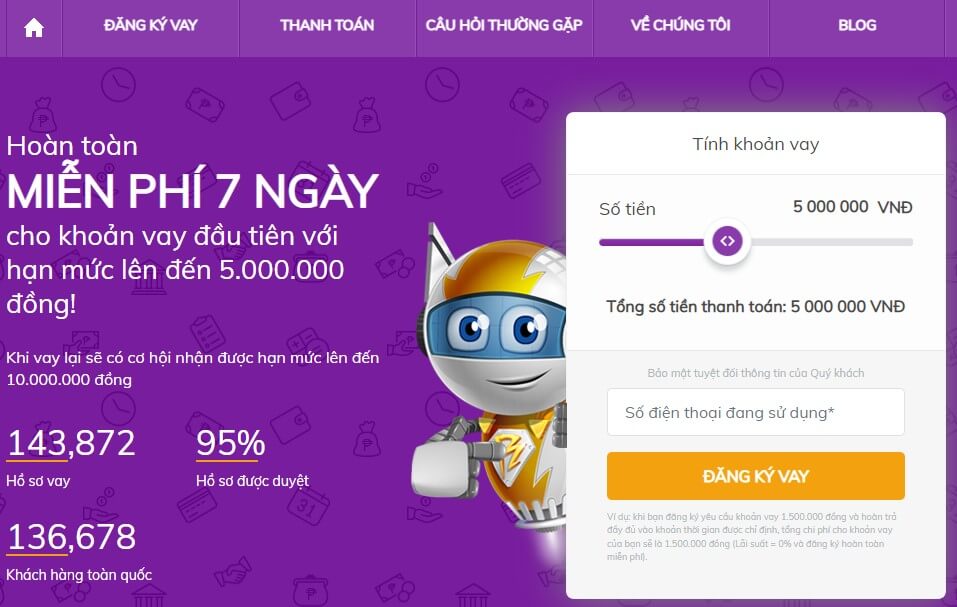 ĐĂNG KÝ VAY
THANH TOÁN
CÂU HỎI THƯỜNG GẶP
VỀ CHÚNG TÔI
BLOG
Hoàn toàn
MIỄN PHÍ 7 NGÀY
cho khoản vay đầu tiên với
hạn mức lên đến 5.000.000
đồng!
Khi vay lại sẽ có cơ hội nhận được hạn mức lên đến
10.000.000 đồng
143,872
Hồ sơ vay
95%
Hồ sơ được duyệt
136,678
Khách hàng toàn quốc
Tính khoản vay
Số tiền
5 000 000 VNĐ
Tổng số tiền thanh toán: 5 000 000 VNĐ
Bảo mật tuyệt đối thông tin của Quý khách
Số điện thoại đang sử dụng*
ĐĂNG KÝ VAY
Ví dụ: khi bạn đăng ký yêu cầu khoản vay 1.500.000 đồng và hoàn trả
đầy đủ vào khoản thời gian được chỉ định, tổng chi phí cho khoản vay
của bạn sẽ là 1.500.000 đồng (Lãi suất = 0% và đăng ký hoàn toàn
miễn phí).